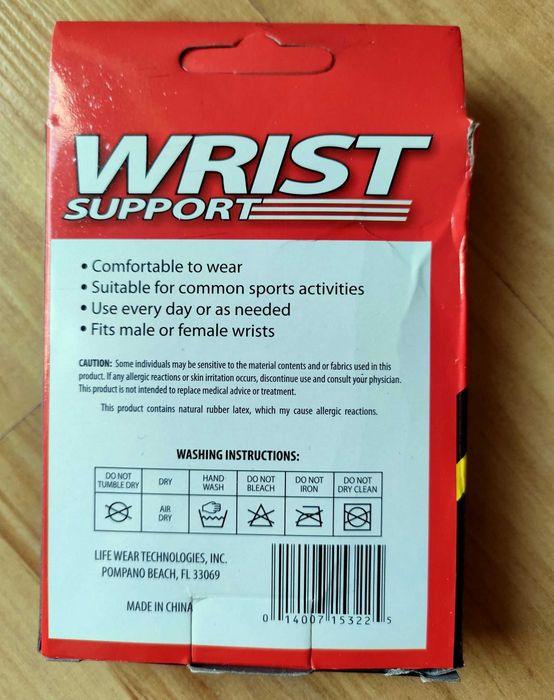 WRIST
SUPPORT
• Comfortable to wear
• Suitable for common sports activities
• Use every day or as needed
• Fits male or female wrists
CAUTION: Some individuals may be sensitive to the material contents and or fabrics used in this
product. If any allergic reactions or skin irritation occurs, discontinue use and consult your physician.
This product is not intended to replace medical advice or treatment.
This product contains natural rubber latex, which my cause allergic reactions.
WASHING INSTRUCTIONS:
DO NOT TUMBLE DRY
DRY
HAND WASH
DO NOT BLEACH
DO NOT IRON
DO NOT DRY CLEAN
AIR DRY
LIFE WEAR TECHNOLOGIES, INC.
POMPANO BEACH, FL 33069
MADE IN CHINA
0 14007 15322 5